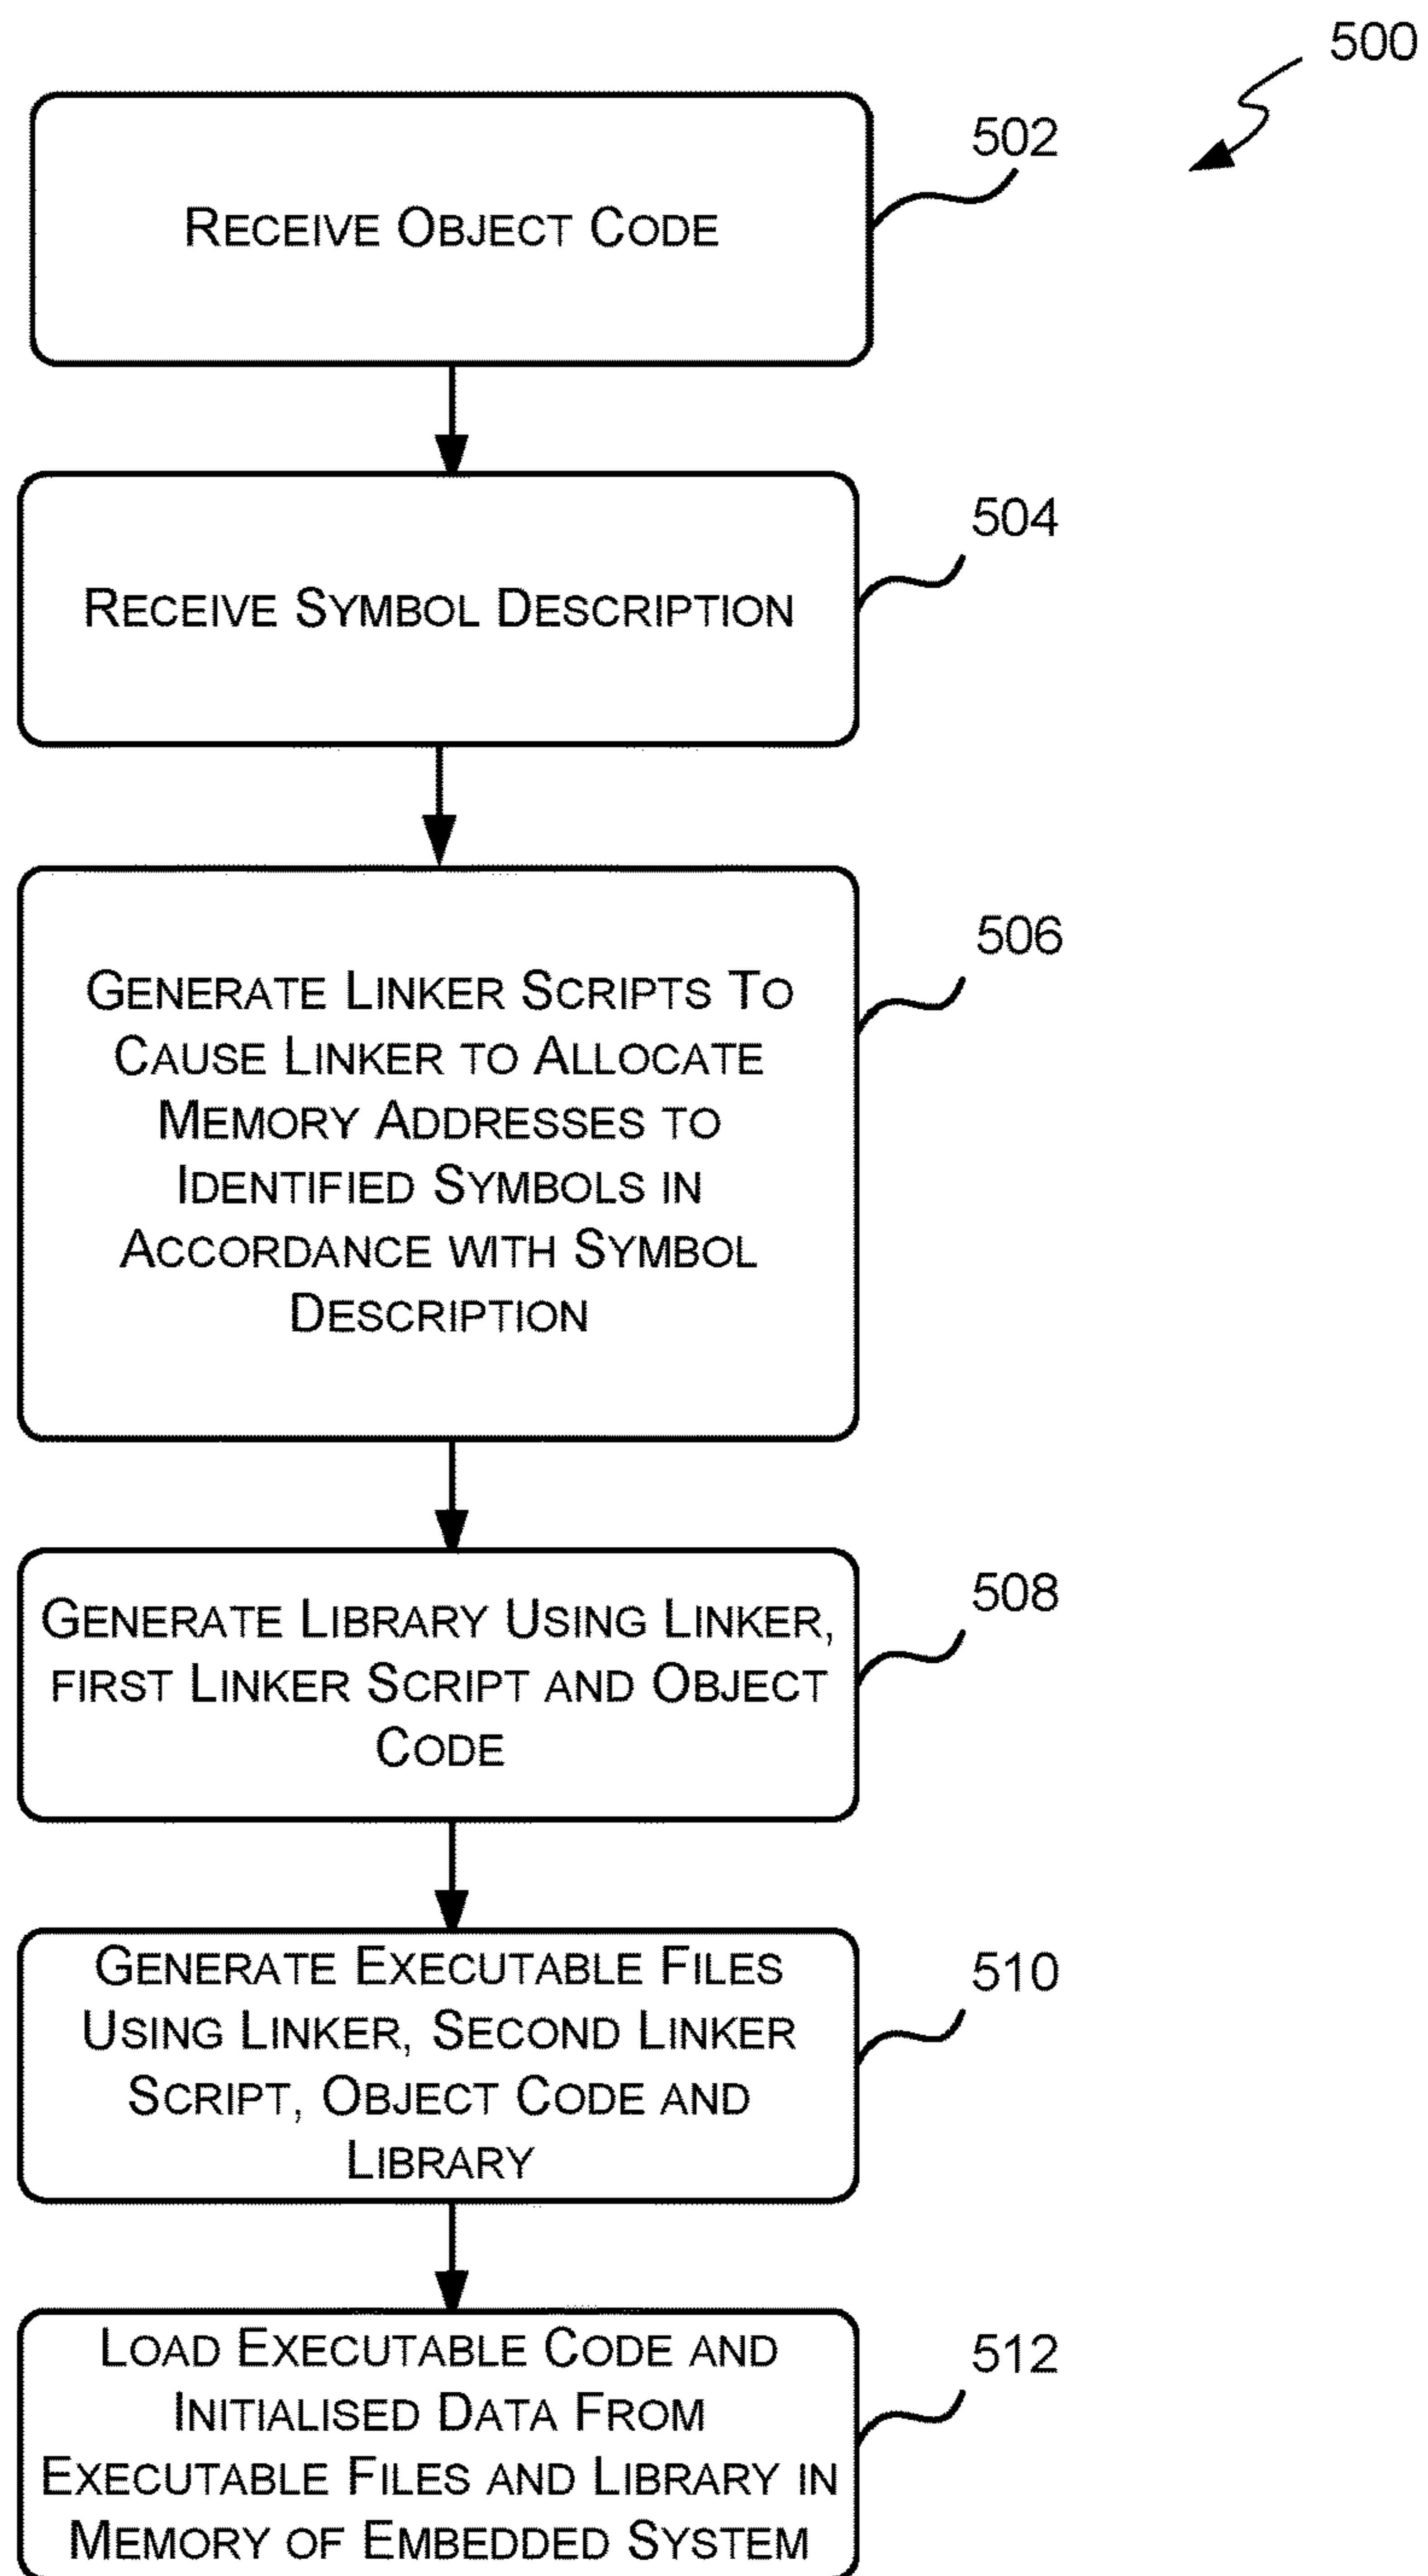 500
502
RECEIVE OBJECT CODE
504
RECEIVE SYMBOL DESCRIPTION
506
GENERATE LINKER SCRIPTS TO
CAUSE LINKER TO ALLOCATE
MEMORY ADDRESSES TO
IDENTIFIED SYMBOLS IN
ACCORDANCE WITH SYMBOL
DESCRIPTION
508
GENERATE LIBRARY USING LINKER,
FIRST LINKER SCRIPT AND OBJECT
CODE
510
GENERATE EXECUTABLE FILES
USING LINKER, SECOND LINKER
SCRIPT, OBJECT CODE AND
LIBRARY
512
LOAD EXECUTABLE CODE AND
INITIALISED DATA FROM
EXECUTABLE FILES AND LIBRARY IN
MEMORY OF EMBEDDED SYSTEM